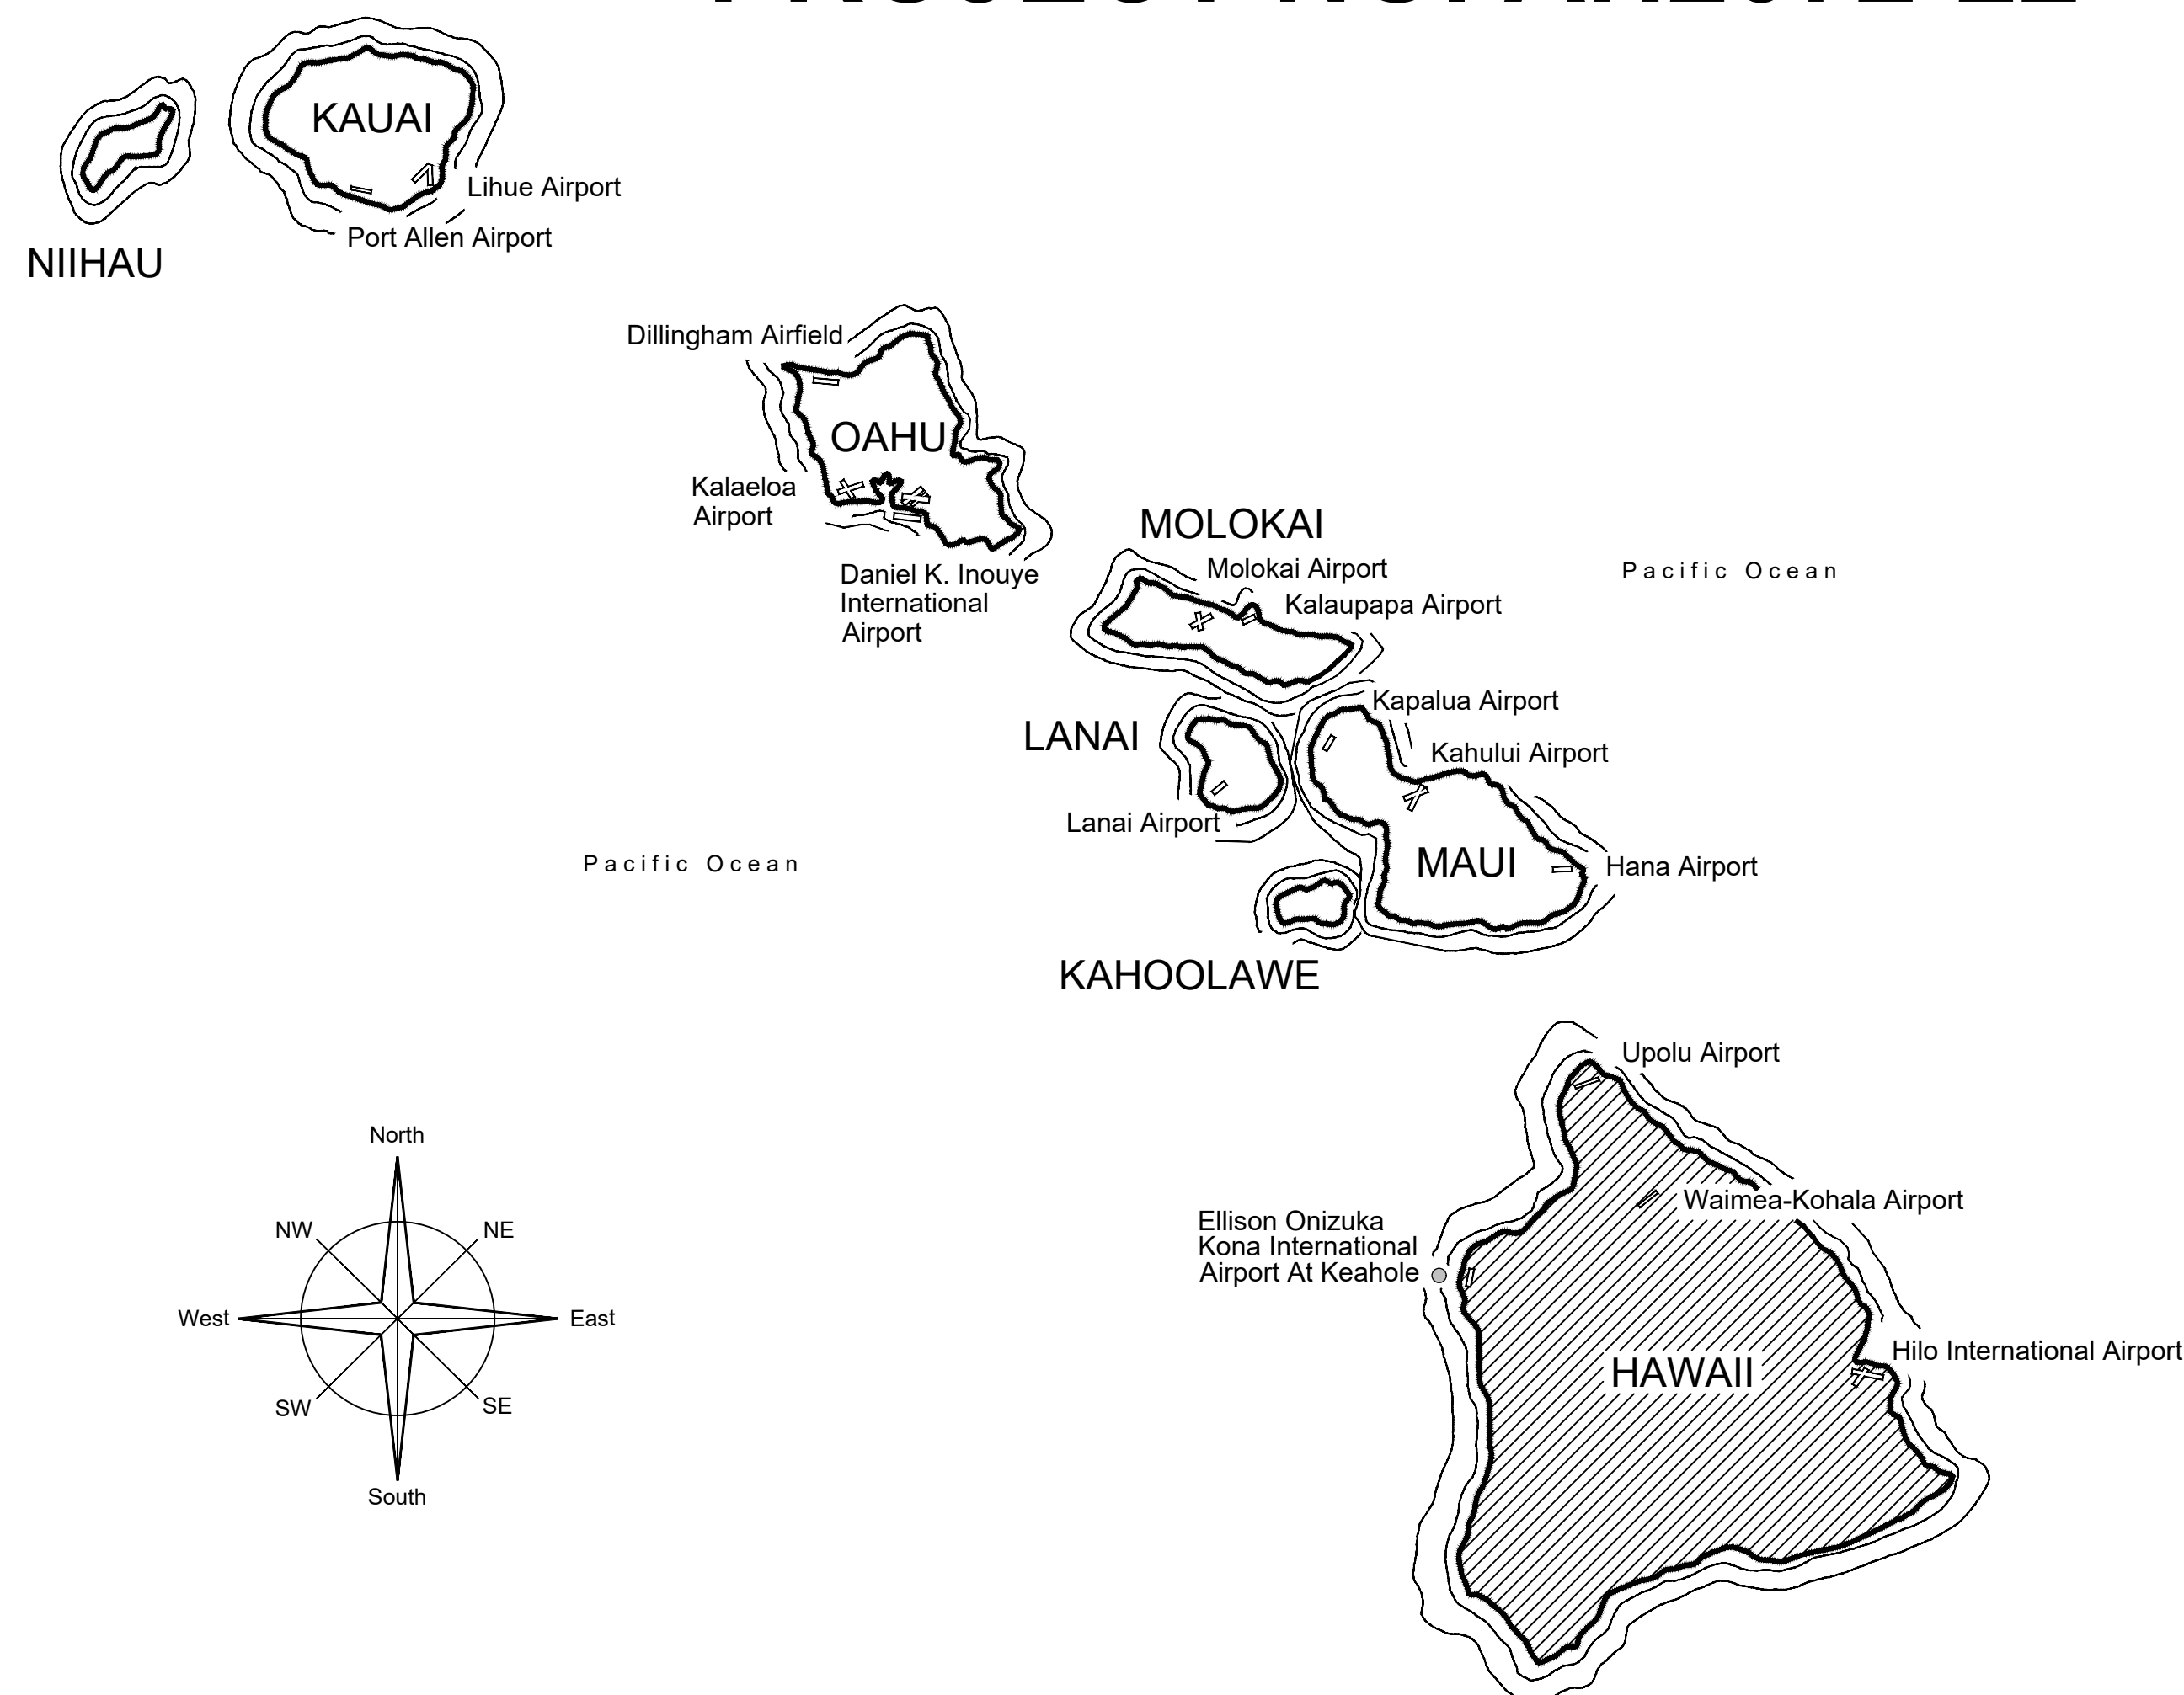 KAUAI
Lihue Airport
Port Allen Airport
NIIHAU
Dillingham Airfield
OAHU
Kalaeloa
Airport
Daniel K. Inouye
International
Airport
MOLOKAI
Molokai Airport
Kalaupapa Airport
Pacific Ocean
Kapalua Airport
LANAI
Kahului Airport
Lanai Airport
MAUI
Hana Airport
Pacific Ocean
KAHOOLAWE
Upolu Airport
Waimea-Kohala Airport
Ellison Onizuka
Kona International
Airport At Keahole
Hilo International Airport
HAWAII
North
NW
NE
West
East
SW
SE
South